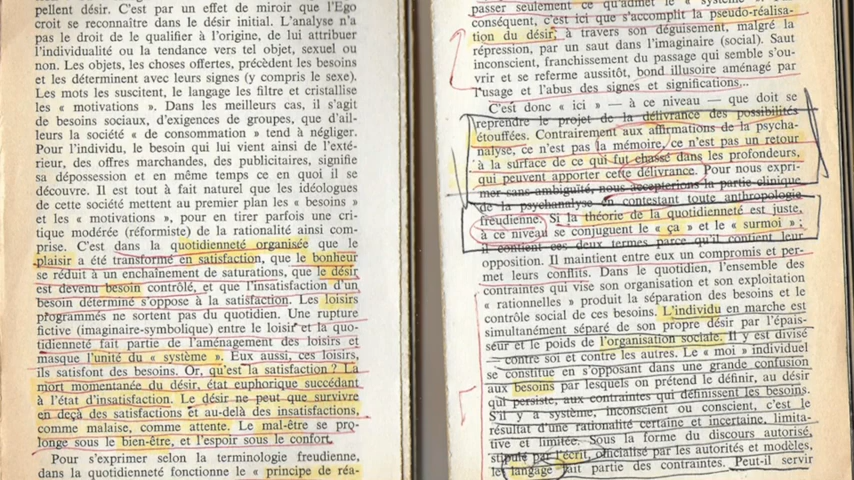 pellent désir. C'est par un effet de miroir que l'Ego
croit se reconnaître dans le désir initial. L'analyse n'a
pas le droit de le qualifier à l'origine, de lui attribuer
l'individualité ou la tendance vers tel objet, sexuel ou
non. Les objets, les choses offertes, précèdent les besoins
et les déterminent avec leurs signes (y compris le sexe).
Les mots les suscitent, le langage les filtre et cristallise
les « motivations ». Dans les meilleurs cas, il s'agit
de besoins sociaux, d'exigences de groupes, que d'ail-
leurs la société « de consommation » tend à négliger.
Pour l'individu, le besoin qui lui vient ainsi de l'exté-
rieur, des offres marchandes, des publicitaires, signifie
sa dépossession et en même temps ce en quoi il se
découvre. Il est tout à fait naturel que les idéologues
de cette société mettent au premier plan les « besoins »
et les « motivations », pour en tirer parfois une cri-
tique modérée (réformiste) de la rationalité ainsi com-
prise. C'est dans la quotidienneté organisée que le
plaisir a été transformé en satisfaction, que le bonheur
se réduit à un enchaînement de saturations, que le désir
est devenu besoin contrôlé, et que l'insatisfaction d'un
besoin déterminé s'oppose à la satisfaction. Les loisirs
programmés ne sortent pas du quotidien. Une rupture
fictive (imaginaire-symbolique) entre le loisir et la quo-
tidienneté fait partie de l'aménagement des loisirs et
masque l'unité du « système ». Eux aussi, ces loisirs,
ils satisfont des besoins. Or, qu'est la satisfaction ? La
mort momentanée du désir, état euphorique succédant
à l'état d'insatisfaction. Le désir ne peut que survivre
en deçà des satisfactions et au-delà des insatisfactions,
comme malaise, comme attente. Le mal-être se pro-
longe sous le bien-être, et l'espoir sous le confort.
Pour s'exprimer selon la terminologie freudienne,
dans la quotidienneté fonctionne le « principe de réa-
passer seulement ce qu'admet le « système ». Par
conséquent, c'est ici que s'accomplit la pseudo-réalisa-
tion du désir, à travers son déguisement, malgré la
répression, par un saut dans l'imaginaire (social). Saut
inconscient, franchissement du passage qui semble s'ou-
vrir et se referme aussitôt, bond illusoire aménagé par
l'usage et l'abus des signes et significations...
C'est donc « ici » — à ce niveau — que doit se
reprendre le projet de la délivrance des possibilités
étouffées. Contrairement aux affirmations de la psycha-
nalyse, ce n'est pas la mémoire, ce n'est pas un retour
à la surface de ce qui fut chassé dans les profondeurs,
qui peuvent apporter cette délivrance. Pour nous expri-
mer sans ambiguïté, nous accepterions la partie clinique
de la psychanalyse en contestant toute anthropologie
freudienne. Si la théorie de la quotidienneté est juste,
à ce niveau se conjuguent le « ça » et le « surmoi » ;
il contient ces deux termes parce qu'il contient leur
opposition. Il maintient entre eux un compromis et per-
met leurs conflits. Dans le quotidien, l'ensemble des
contraintes qui vise son organisation et son exploitation
« rationnelles » produit la séparation des besoins et le
contrôle social de ces besoins. L'individu en marche est
simultanément séparé de son propre désir par l'épais-
seur et le poids de l'organisation sociale. Il y est divisé
contre soi et contre les autres. Le « moi » individuel
se constitue en s'opposant dans une grande confusion
aux besoins par lesquels on prétend le définir, au désir
qui persiste, aux contraintes qui définissent les besoins.
S'il y a système, inconscient ou conscient, c'est le
résultat d'une rationalité certaine et incertaine, limita-
tive et limitée. Sous la forme du discours autorisé,
stipulé par l'écrit, officialisé par les autorités et modèles,
le langage fait partie des contraintes. Peut-il servir